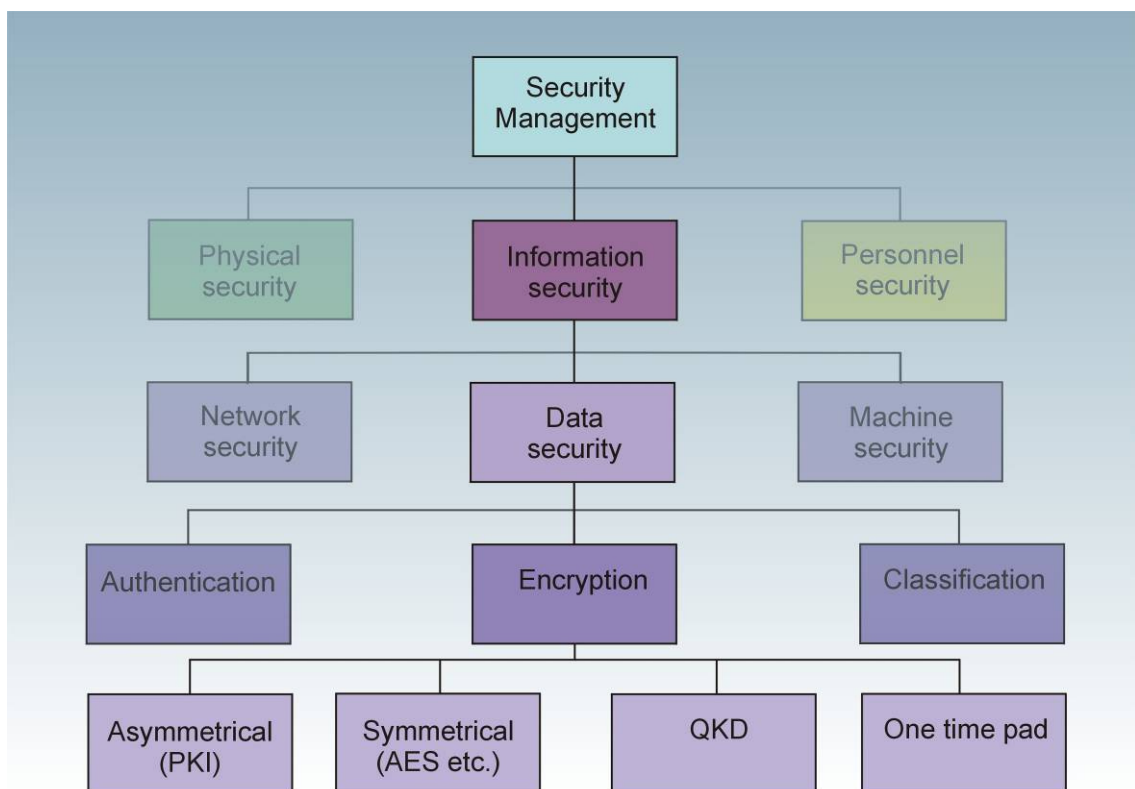 Security
Management
Physical
security
Information
security
Personnel
security
Network
security
Data
security
Machine
security
Authentication
Encryption
Classification
Asymmetrical
(PKI)
Symmetrical
(AES etc.)
QKD
One time pad